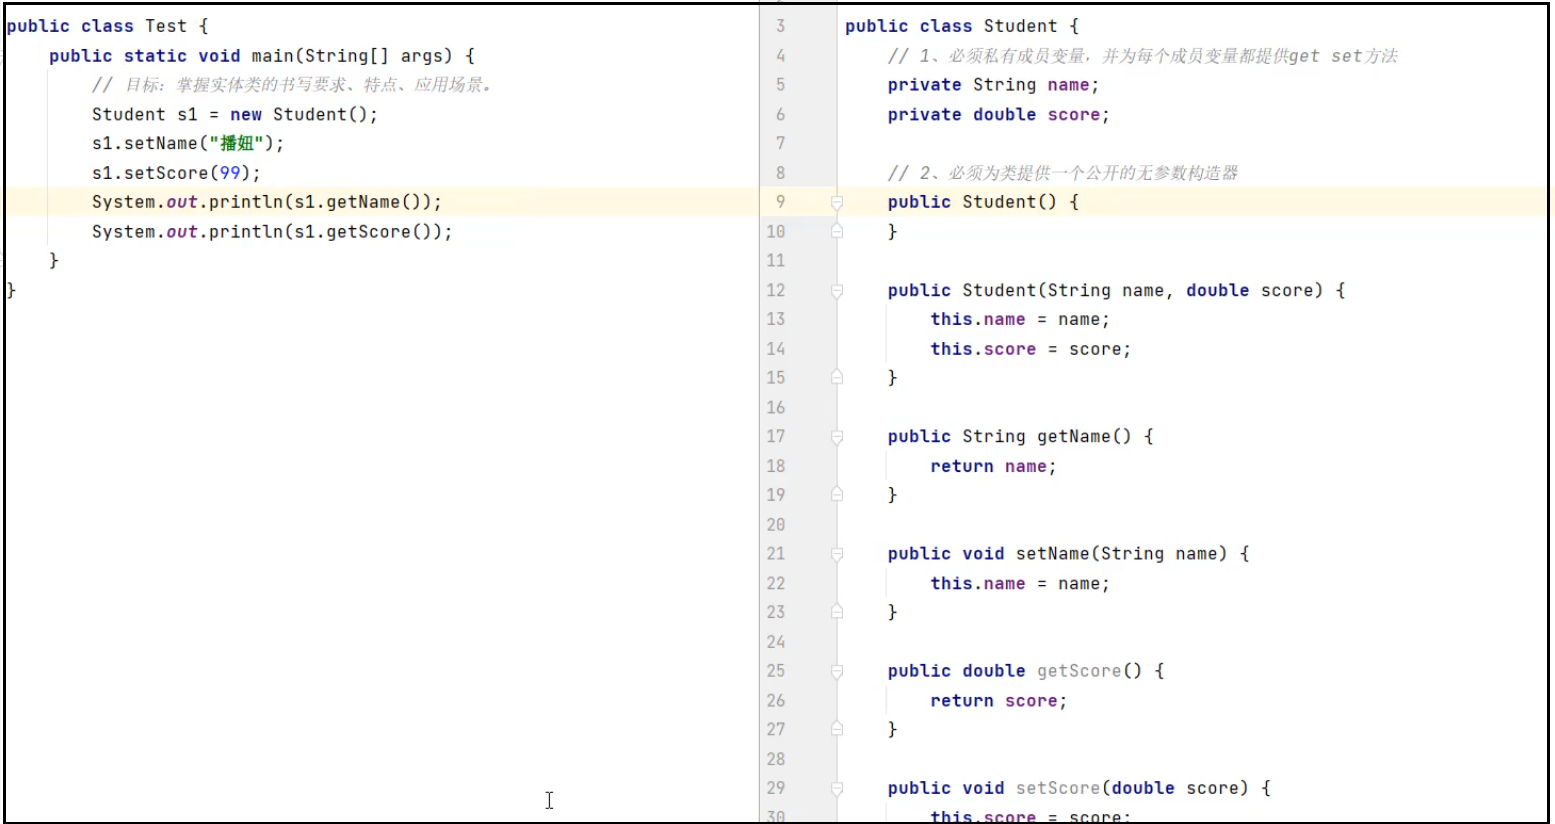 public class Test {
public static void main(String[] args) {
// 目标：掌握实体类的书写要求、特点、应用场景。
Student s1 = new Student();
s1.setName("播妞");
s1.setScore(99);
System.out.println(s1.getName());
System.out.println(s1.getScore());
}
}
3 public class Student {
4 // 1、必须私有成员变量，并为每个成员变量都提供get set方法
5 private String name;
6 private double score;
7
8 // 2、必须为类提供一个公开的无参数构造器
9 public Student() {
10 }
11
12 public Student(String name, double score) {
13 this.name = name;
14 this.score = score;
15 }
16
17 public String getName() {
18 return name;
19 }
20
21 public void setName(String name) {
22 this.name = name;
23 }
24
25 public double getScore() {
26 return score;
27 }
28
29 public void setScore(double score) {
30 this.score = score;